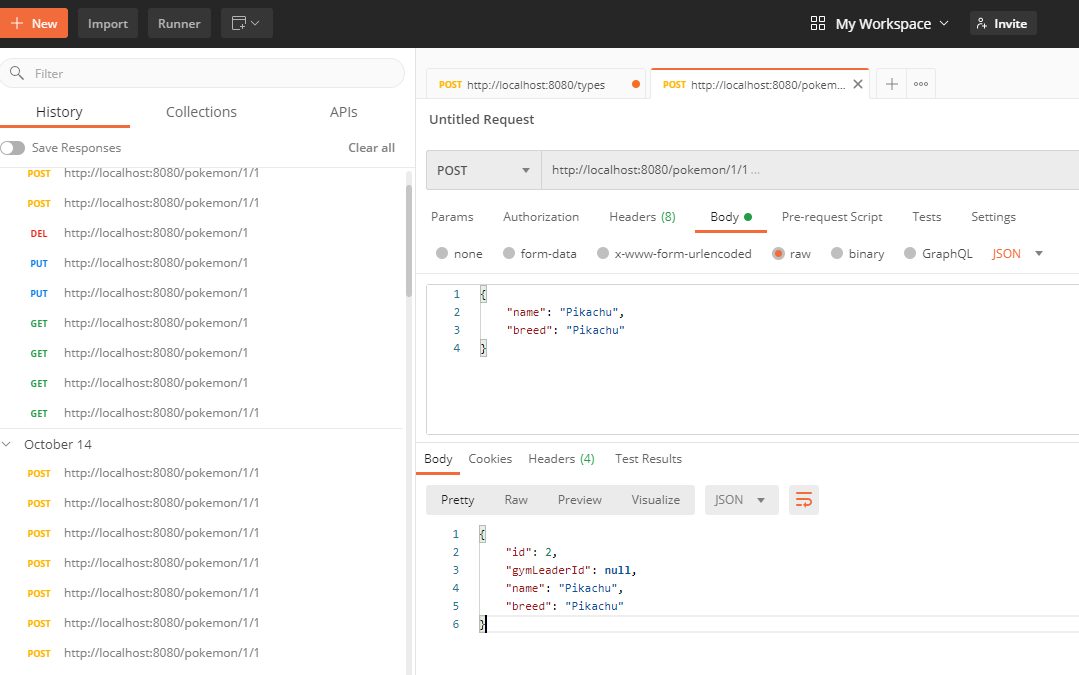 New
Import
Runner
My Workspace
Invite
Filter
History
Collections
APIs
Save Responses
Clear all
POST http://localhost:8080/pokemon/1/1
POST http://localhost:8080/pokemon/1/1
DEL http://localhost:8080/pokemon/1
PUT http://localhost:8080/pokemon/1
PUT http://localhost:8080/pokemon/1
GET http://localhost:8080/pokemon/1
GET http://localhost:8080/pokemon/1
GET http://localhost:8080/pokemon/1
GET http://localhost:8080/pokemon/1/1
October 14
POST http://localhost:8080/pokemon/1/1
POST http://localhost:8080/pokemon/1/1
POST http://localhost:8080/pokemon/1/1
POST http://localhost:8080/pokemon/1/1
POST http://localhost:8080/pokemon/1/1
POST http://localhost:8080/pokemon/1/1
POST http://localhost:8080/pokemon/1/1
POST http://localhost:8080/types
POST http://localhost:8080/pokem...
Untitled Request
POST
http://localhost:8080/pokemon/1/1 ...
Params
Authorization
Headers (8)
Body
Pre-request Script
Tests
Settings
none
form-data
x-www-form-urlencoded
raw
binary
GraphQL
JSON
1 {
2 "name": "Pikachu",
3 "breed": "Pikachu"
4 }
Body
Cookies
Headers (4)
Test Results
Pretty
Raw
Preview
Visualize
JSON
1 {
2 "id": 2,
3 "gymLeaderId": null,
4 "name": "Pikachu",
5 "breed": "Pikachu"
6 }